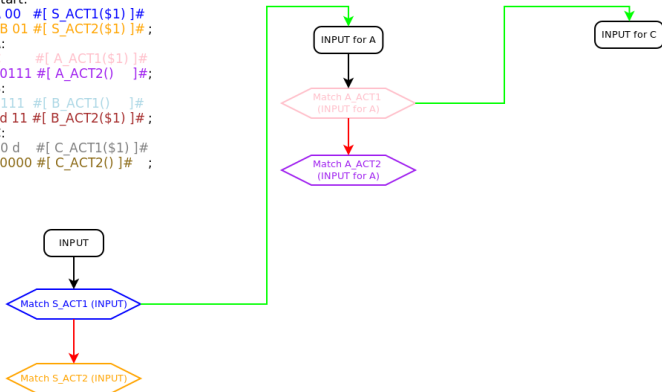 tart:
00 #[ S_ACT1($1) ]#
B 01 #[ S_ACT2($1) ]# ;
:
#[ A_ACT1($1) ]#
0111 #[ A_ACT2() ]#;
:
111 #[ B_ACT1() ]#
d 11 #[ B_ACT2($1) ]# ;
:
0 d #[ C_ACT1($1) ]#
0000 #[ C_ACT2() ]# ;
INPUT for A
INPUT for C
Match A_ACT1
(INPUT for A)
Match A_ACT2
(INPUT for A)
INPUT
Match S_ACT1 (INPUT)
Match S_ACT2 (INPUT)